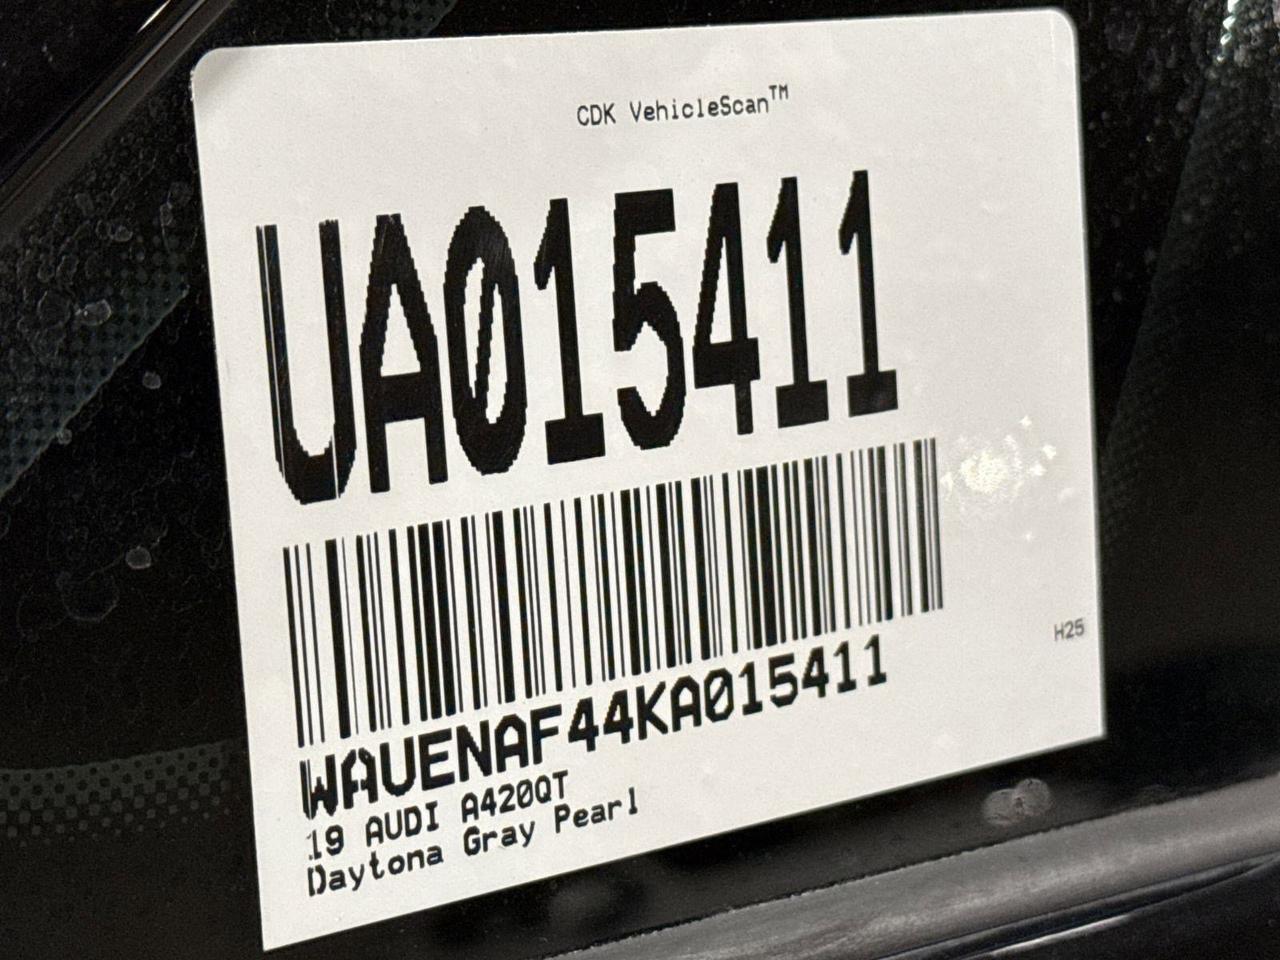 CDK VehicleScan™
UA015411
H25
WAUENAF44KA015411
19 AUDI A420QT
Daytona Gray Pearl